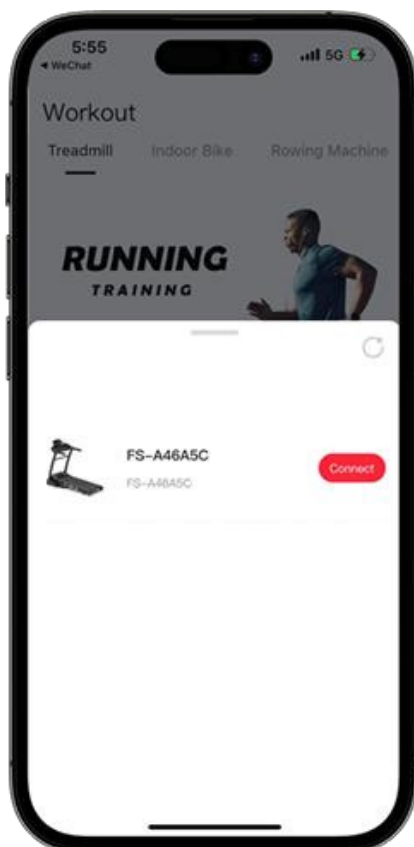 5:55
5G
◀ WeChat
Workout
Treadmill Indoor Bike Rowing Machine
RUNNING
TRAINING
FS-A46A5C
Connect
FS-A46A5C